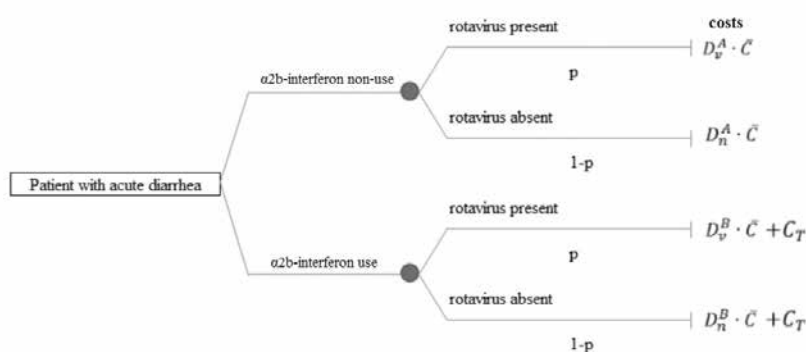 costs
rotavirus present
D_v^A · C̄
α2b-interferon non-use
p
rotavirus absent
D_n^A · C̄
1-p
Patient with acute diarrhea
rotavirus present
D_v^B · C̄ + C_T
α2b-interferon use
p
rotavirus absent
D_n^B · C̄ + C_T
1-p